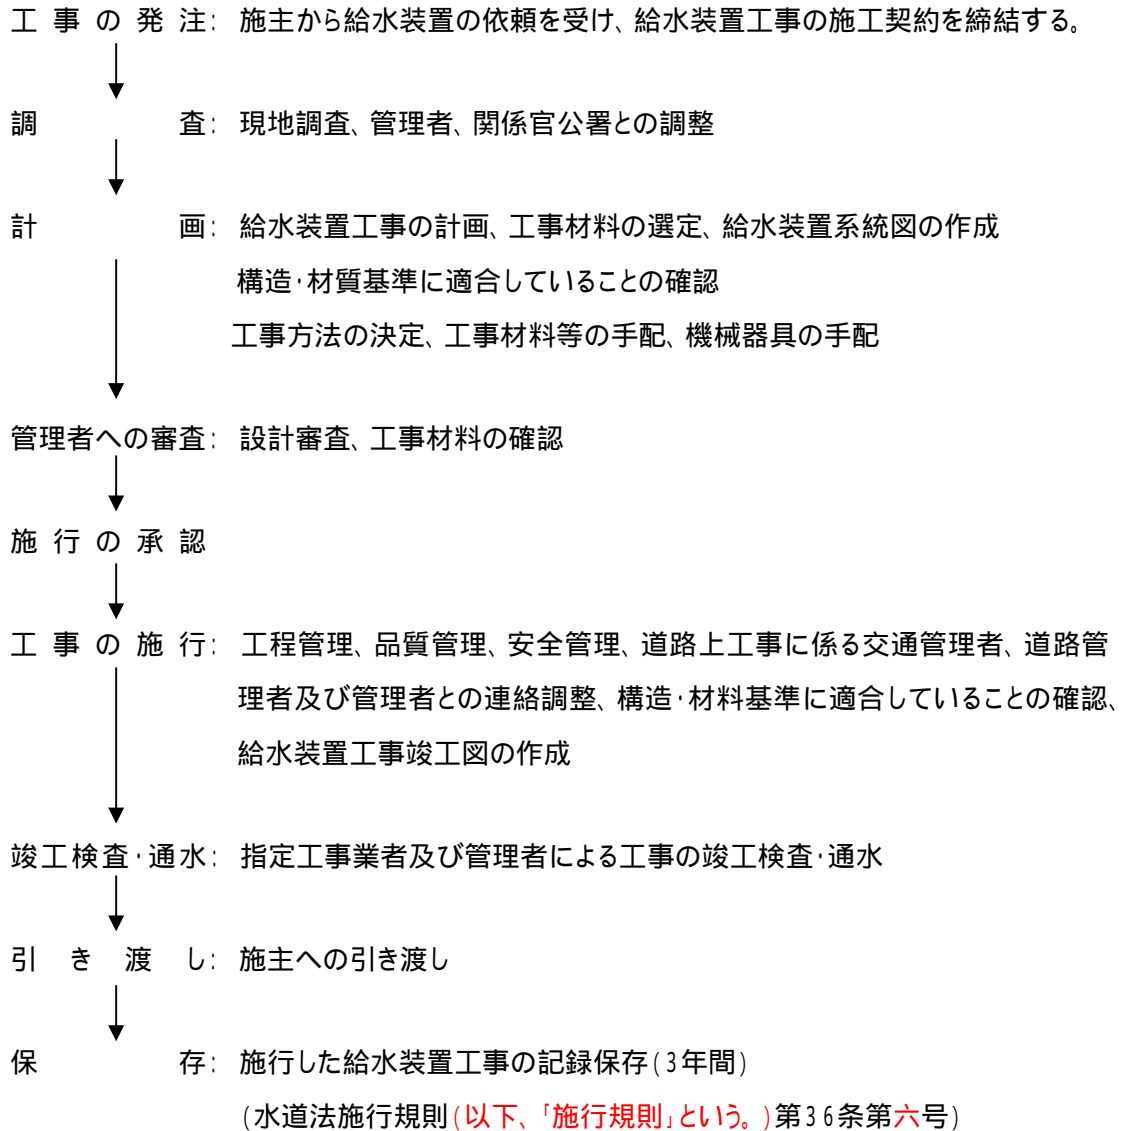 工事の発注: 施主から給水装置の依頼を受け、給水装置工事の施工契約を締結する。
調査: 現地調査、管理者、関係官公署との調整
計画: 給水装置工事の計画、工事材料の選定、給水装置系統図の作成
構造・材質基準に適合していることの確認
工事方法の決定、工事材料等の手配、機械器具の手配
管理者への審査: 設計審査、工事材料の確認
施行の承認
工事の施行: 工程管理、品質管理、安全管理、道路上工事に係る交通管理者、道路管
理者及び管理者との連絡調整、構造・材料基準に適合していることの確認、
給水装置工事竣工図の作成
竣工検査・通水: 指定工事業者及び管理者による工事の竣工検査・通水
引き渡し: 施主への引き渡し
保存: 施行した給水装置工事の記録保存(3年間)
(水道法施行規則(以下、「施行規則」という。)第36条第六号)